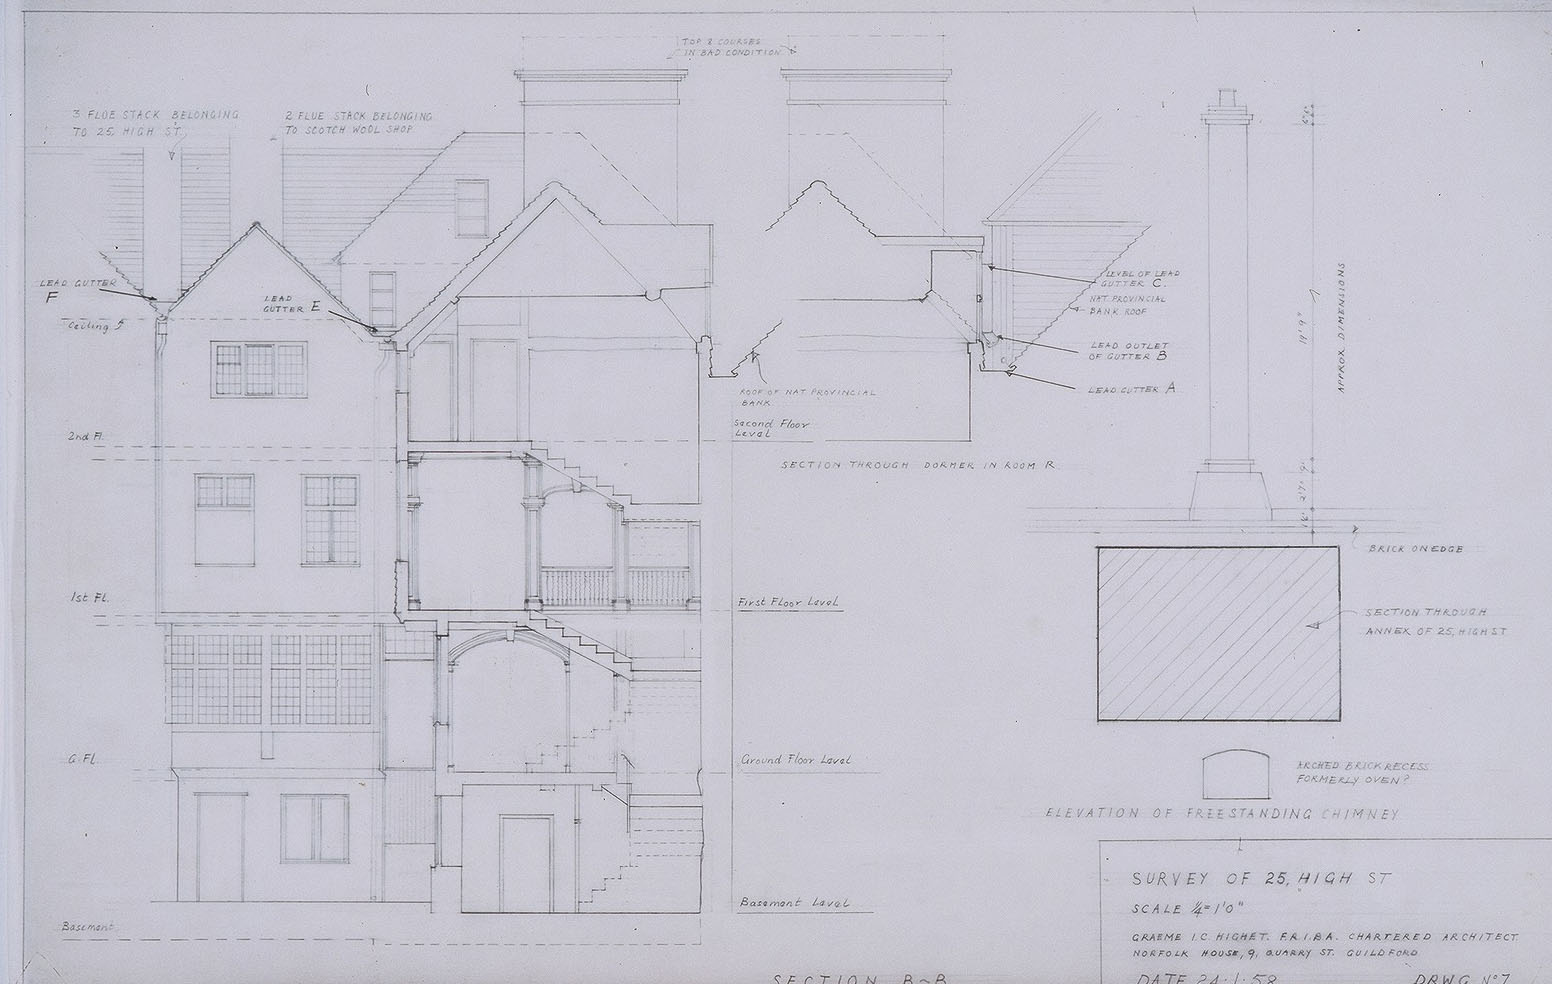 TOP 8 COURSES
IN BAD CONDITION
3 FLUE STACK BELONGING
TO 25 HIGH ST
2 FLUE STACK BELONGING
TO SCOTCH WOOL SHOP
LEAD GUTTER
F
LEAD
GUTTER E
Ceiling
2nd Fl.
1st Fl.
G Fl.
Basement
LEVEL OF LEAD
GUTTER C.
NAT PROVINCIAL
BANK ROOF
LEAD OUTLET
OF GUTTER B
LEAD GUTTER A
ROOF OF NAT PROVINCIAL
BANK
Second Floor
Level
SECTION THROUGH DORMER IN ROOM R
First Floor Level
Ground Floor Level
Basement Level
SECTION B~B
19'9"
APPROX DIMENSIONS
BRICK ON EDGE
SECTION THROUGH
ANNEX OF 25, HIGH ST
ARCHED BRICK RECESS
FORMERLY OVEN?
ELEVATION OF FREESTANDING CHIMNEY
SURVEY OF 25, HIGH ST
SCALE ¼"=1'0"
GRAEME I.C. HIGHET. F.R.I.B.A. CHARTERED ARCHITECT
NORFOLK HOUSE, 9, QUARRY ST. GUILDFORD
DATE 24·1·58
DRWG Nº7